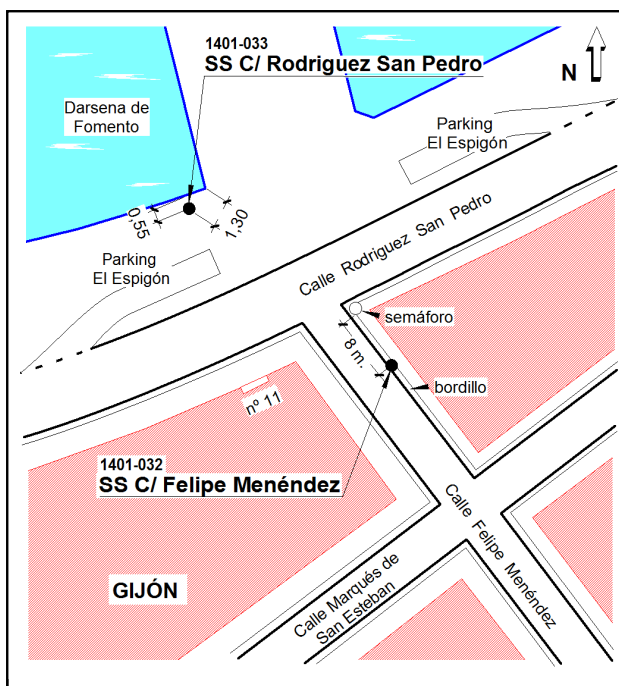 1401-033
SS C/ Rodriguez San Pedro
N
Darsena de
Fomento
Parking
El Espigón
0,55
1,30
Parking
El Espigón
Calle Rodriguez San Pedro
semáforo
8 m.
bordillo
nº 11
1401-032
SS C/ Felipe Menéndez
Calle Felipe Menéndez
GIJÓN
Calle Marqués de
San Esteban